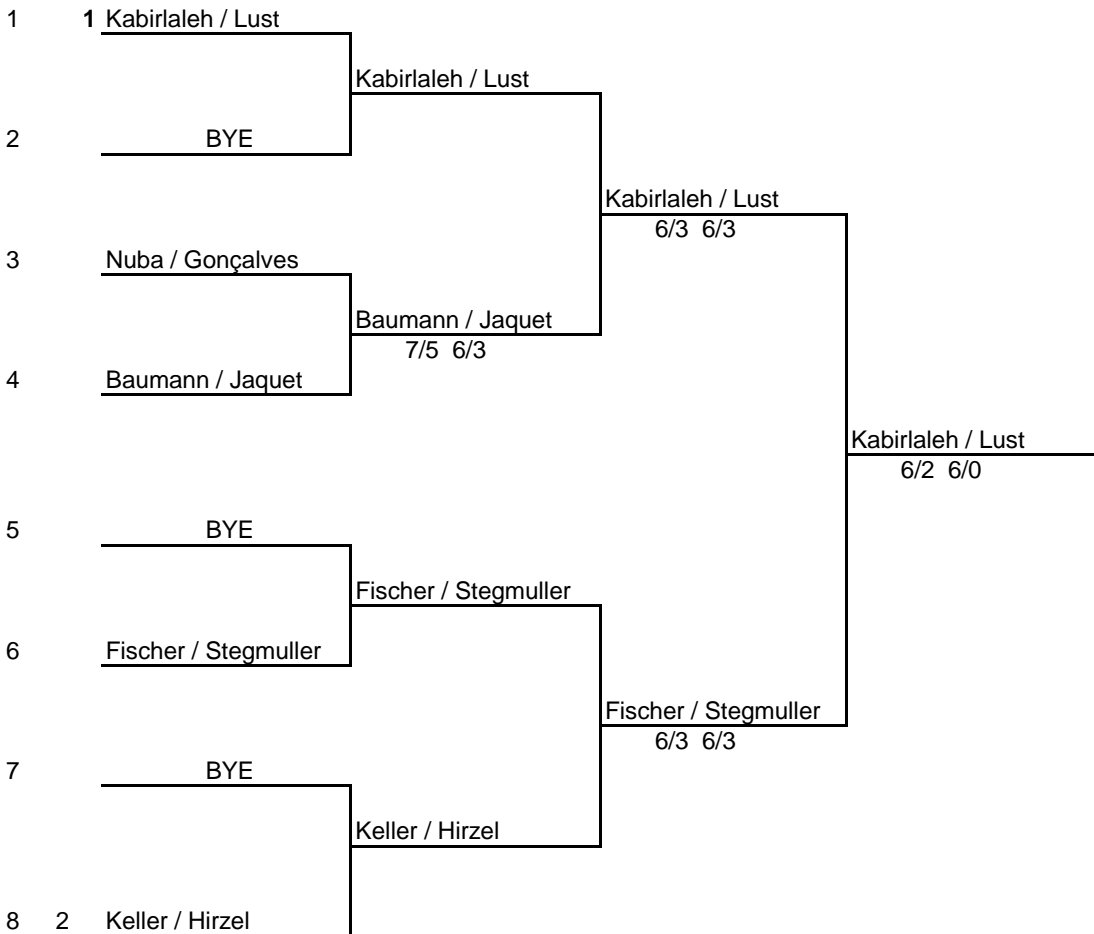 1 1 Kabirlaleh / Lust
Kabirlaleh / Lust
2 BYE
Kabirlaleh / Lust
6/3 6/3
3 Nuba / Gonçalves
Baumann / Jaquet
7/5 6/3
4 Baumann / Jaquet
Kabirlaleh / Lust
6/2 6/0
5 BYE
Fischer / Stegmuller
6 Fischer / Stegmuller
Fischer / Stegmuller
6/3 6/3
7 BYE
Keller / Hirzel
8 2 Keller / Hirzel